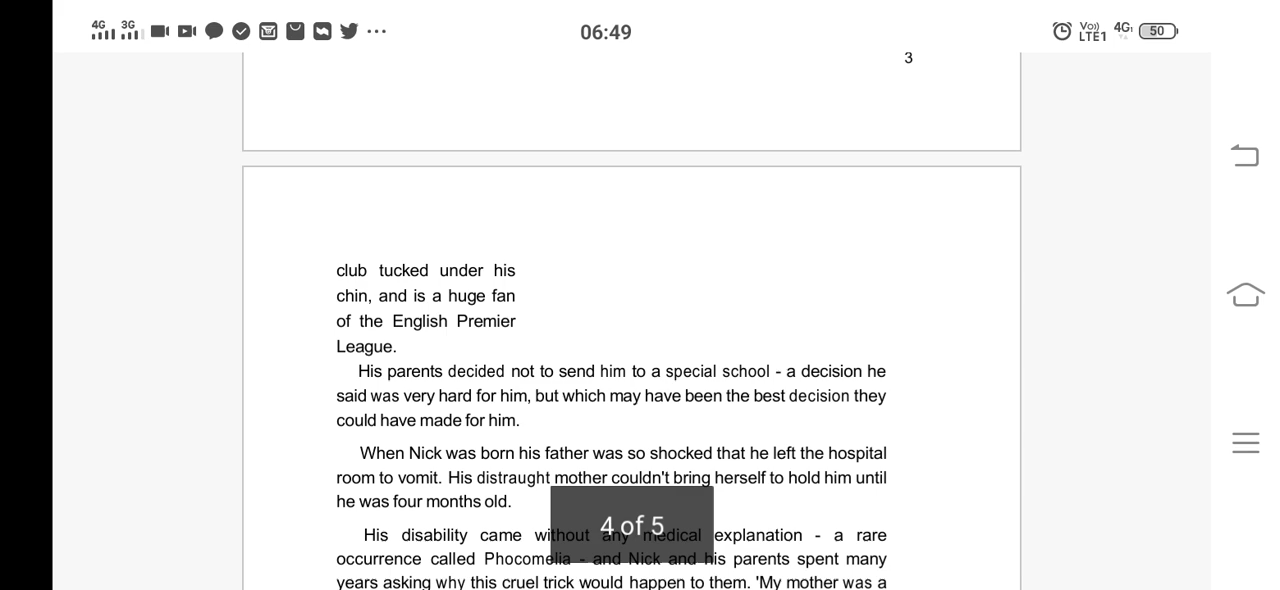 4G 3G 06:49 Vo)) LTE1 4G 50
3
club tucked under his
chin, and is a huge fan
of the English Premier
League.
His parents decided not to send him to a special school - a decision he
said was very hard for him, but which may have been the best decision they
could have made for him.
When Nick was born his father was so shocked that he left the hospital
room to vomit. His distraught mother couldn't bring herself to hold him until
he was four months old.
4 of 5
His disability came without any medical explanation - a rare
occurrence called Phocomelia - and Nick and his parents spent many
years asking why this cruel trick would happen to them. 'My mother was a